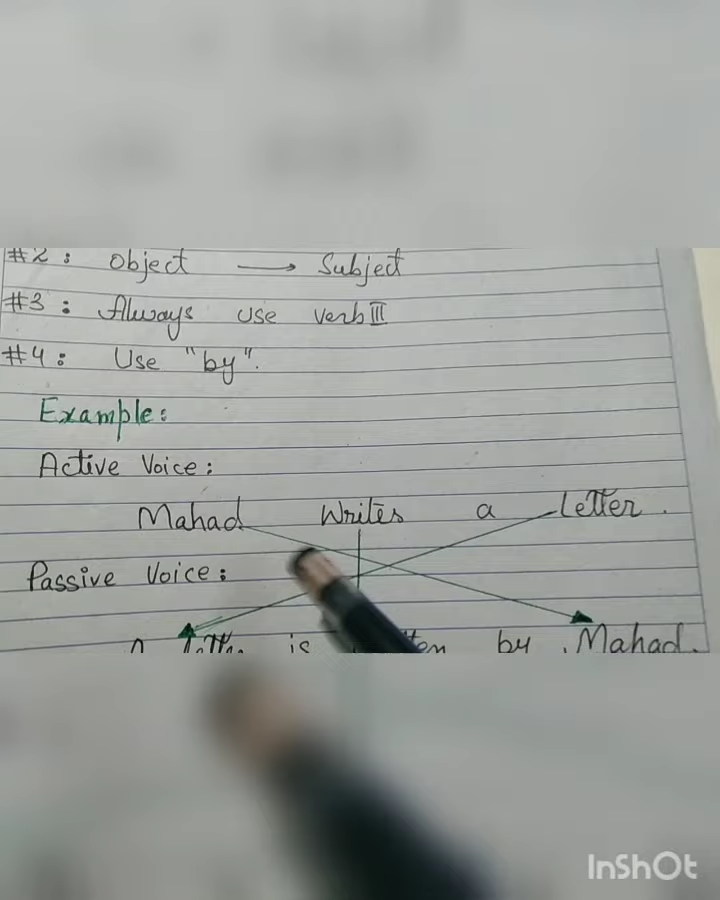 #2 : Object → Subject
#3 : Always use verb III
#4 : Use "by".
Example :
Active Voice :
Mahad Writes a Letter .
Passive Voice :
is by Mahad.
InShOt